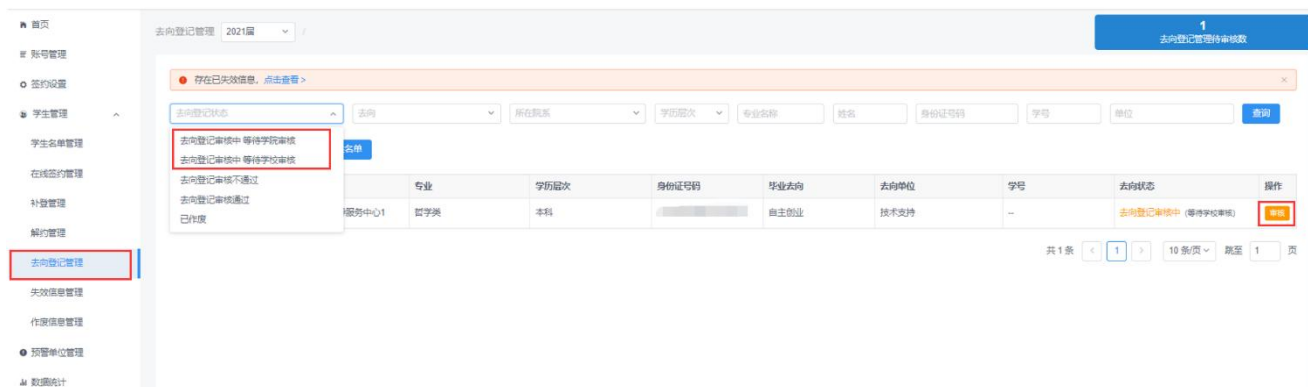 首页
账号管理
签约设置
学生管理
学生名单管理
在线签约管理
补登管理
解约管理
去向登记管理
失效信息管理
作废信息管理
预警单位管理
数据统计
去向登记管理 2021届 /
1
去向登记管理待审核数
存在已失效信息。点击查看 >
去向登记状态 去向 所在院系 学历层次 专业名称 姓名 身份证号码 学号 单位 查询
去向登记审核中 等待学院审核
去向登记审核中 等待学校审核
去向登记审核不通过
去向登记审核通过
已作废
名单
专业 学历层次 身份证号码 毕业去向 去向单位 学号 去向状态 操作
服务中心1 哲学类 本科 自主创业 技术支持 -- 去向登记审核中 (等待学校审核) 审核
共1条 < 1 > 10条/页 跳至 1 页